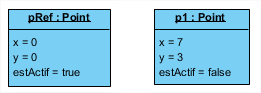 pRef : Point
x = 0
y = 0
estActif = true
p1 : Point
x = 7
y = 3
estActif = false